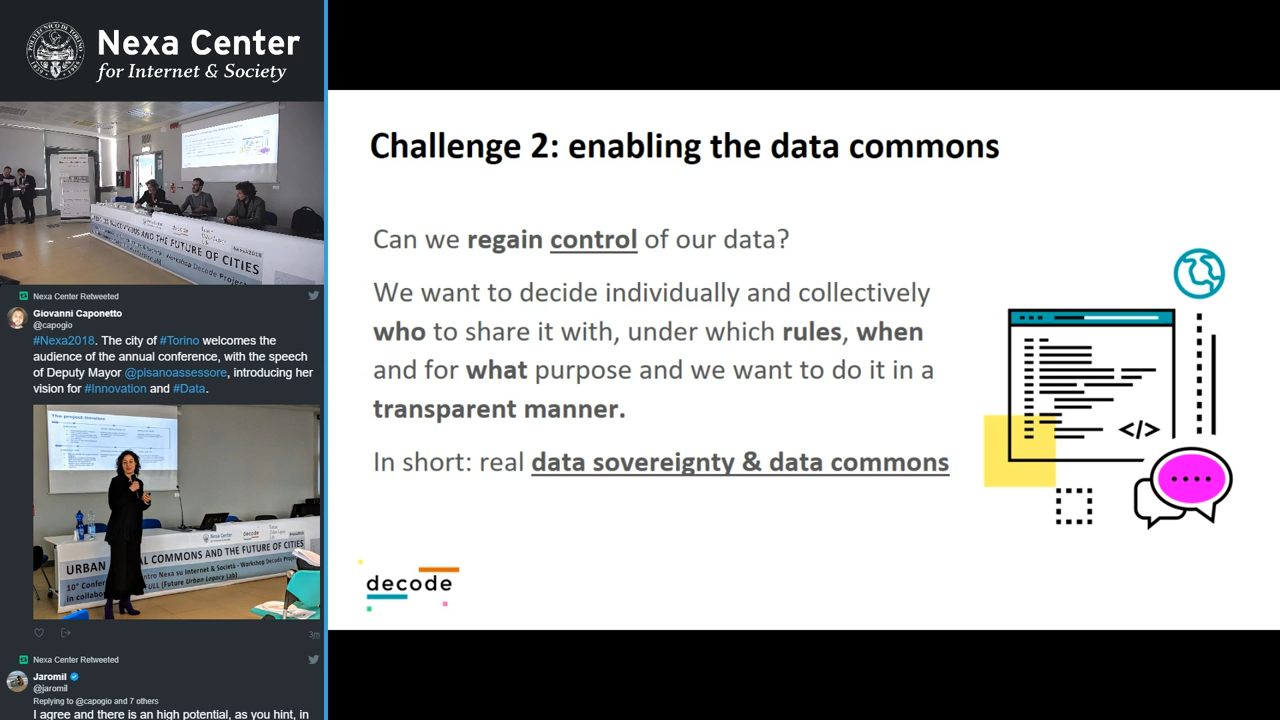 Nexa Center
for Internet & Society
Nexa Center Retweeted
Giovanni Caponetto
@capogio
#Nexa2018. The city of #Torino welcomes the
audience of the annual conference, with the speech
of Deputy Mayor @pisanoassessore, introducing her
vision for #Innovation and #Data.
The project timeline
URBAN
COMMONS AND THE FUTURE OF CITIES
3m
Nexa Center Retweeted
Jaromil
@jaromil
Replying to @capogio and 7 others
I agree and there is an high potential, as you hint, in
Challenge 2: enabling the data commons
Can we regain control of our data?
We want to decide individually and collectively
who to share it with, under which rules, when
and for what purpose and we want to do it in a
transparent manner.
In short: real data sovereignty & data commons
</>
decode